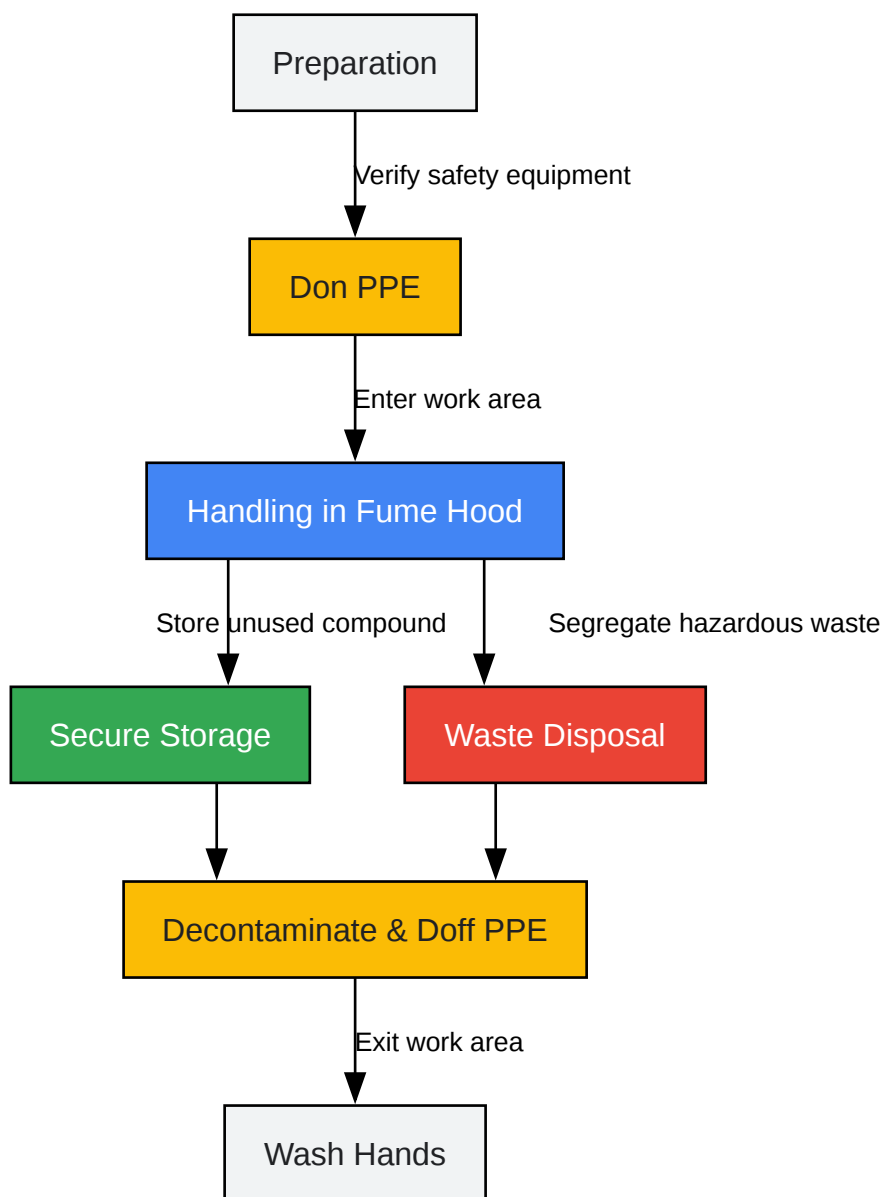 Preparation
Verify safety equipment
Don PPE
Enter work area
Handling in Fume Hood
Store unused compound
Segregate hazardous waste
Secure Storage
Waste Disposal
Decontaminate & Doff PPE
Exit work area
Wash Hands